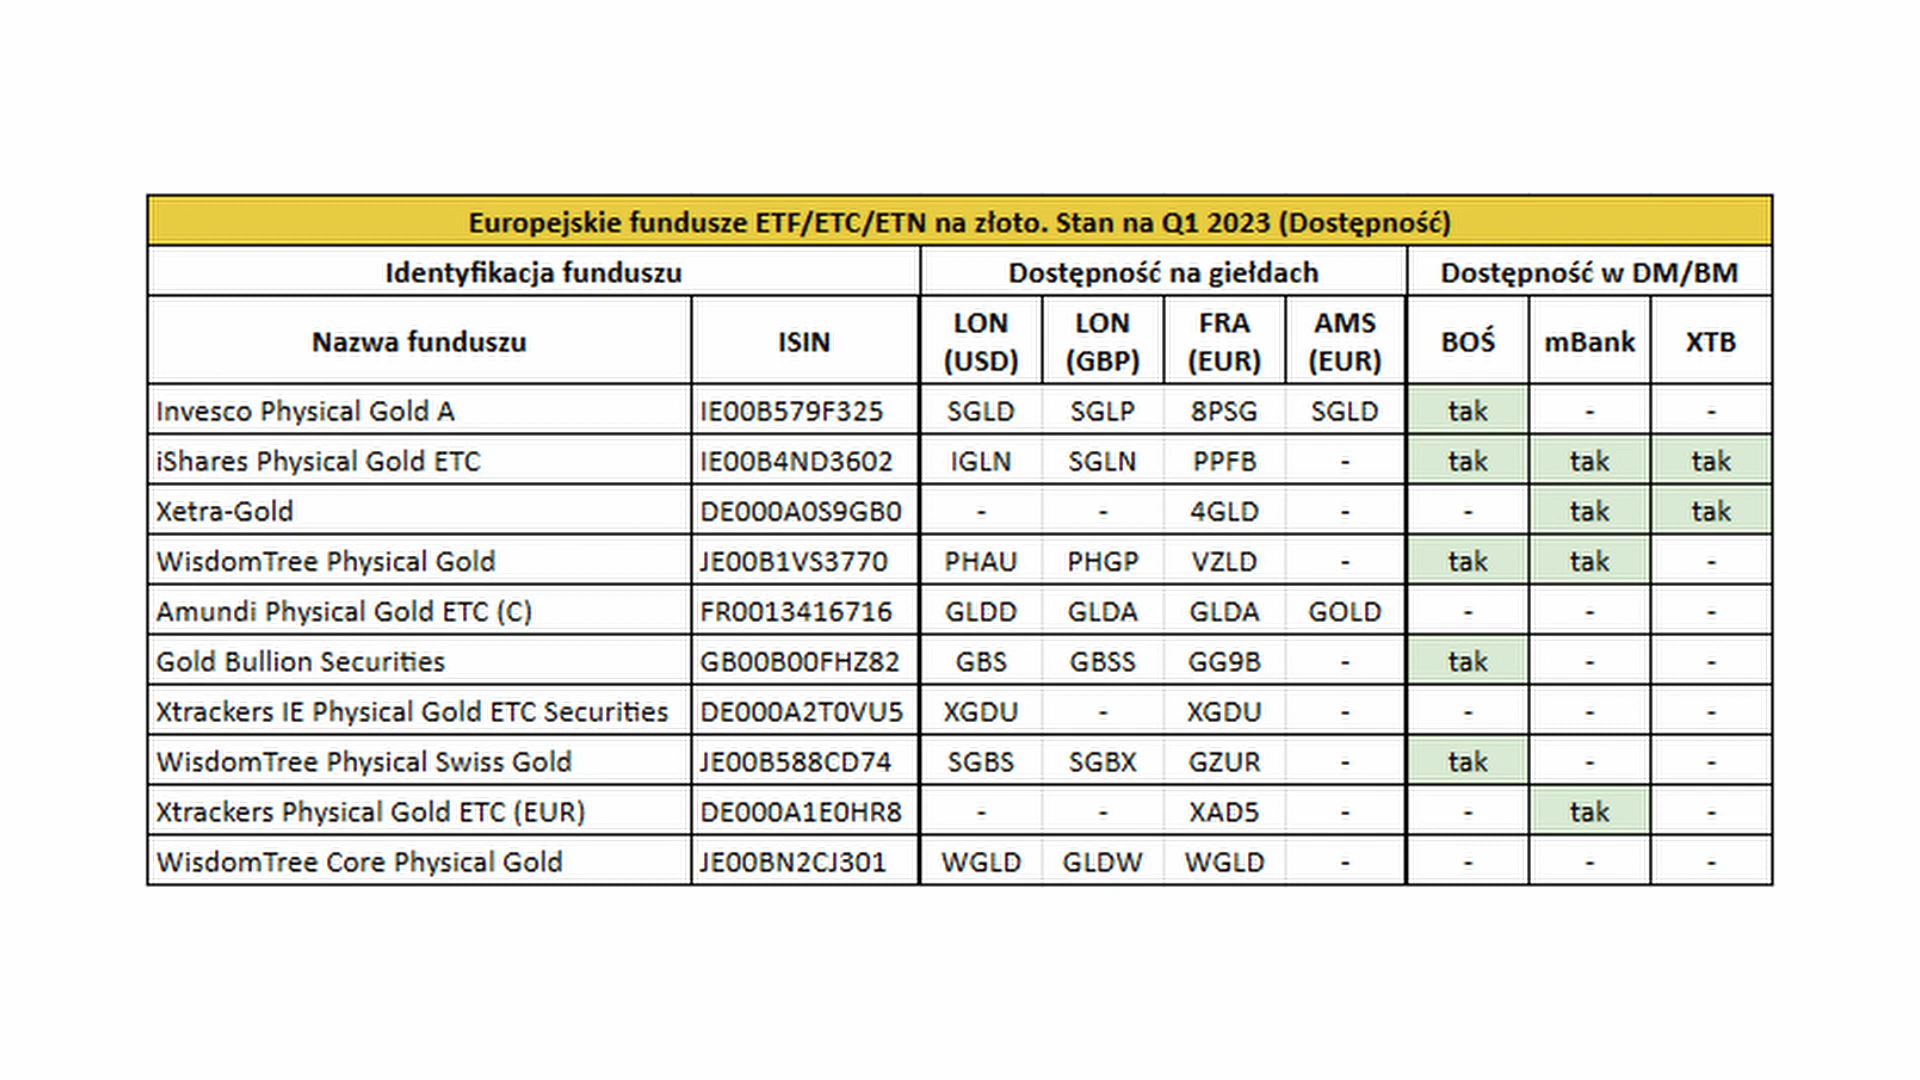 Europejskie fundusze ETF/ETC/ETN na złoto. Stan na Q1 2023 (Dostępność)
Identyfikacja funduszu Dostępność na giełdach Dostępność w DM/BM
Nazwa funduszu ISIN LON (USD) LON (GBP) FRA (EUR) AMS (EUR) BOŚ mBank XTB
Invesco Physical Gold A IE00B579F325 SGLD SGLP 8PSG SGLD tak - -
iShares Physical Gold ETC IE00B4ND3602 IGLN SGLN PPFB - tak tak tak
Xetra-Gold DE000A0S9GB0 - - 4GLD - - tak tak
WisdomTree Physical Gold JE00B1VS3770 PHAU PHGP VZLD - tak tak -
Amundi Physical Gold ETC (C) FR0013416716 GLDD GLDA GLDA GOLD - - -
Gold Bullion Securities GB00B00FHZ82 GBS GBSS GG9B - tak - -
Xtrackers IE Physical Gold ETC Securities DE000A2T0VU5 XGDU - XGDU - - - -
WisdomTree Physical Swiss Gold JE00B588CD74 SGBS SGBX GZUR - tak - -
Xtrackers Physical Gold ETC (EUR) DE000A1E0HR8 - - XAD5 - - tak -
WisdomTree Core Physical Gold JE00BN2CJ301 WGLD GLDW WGLD - - - -